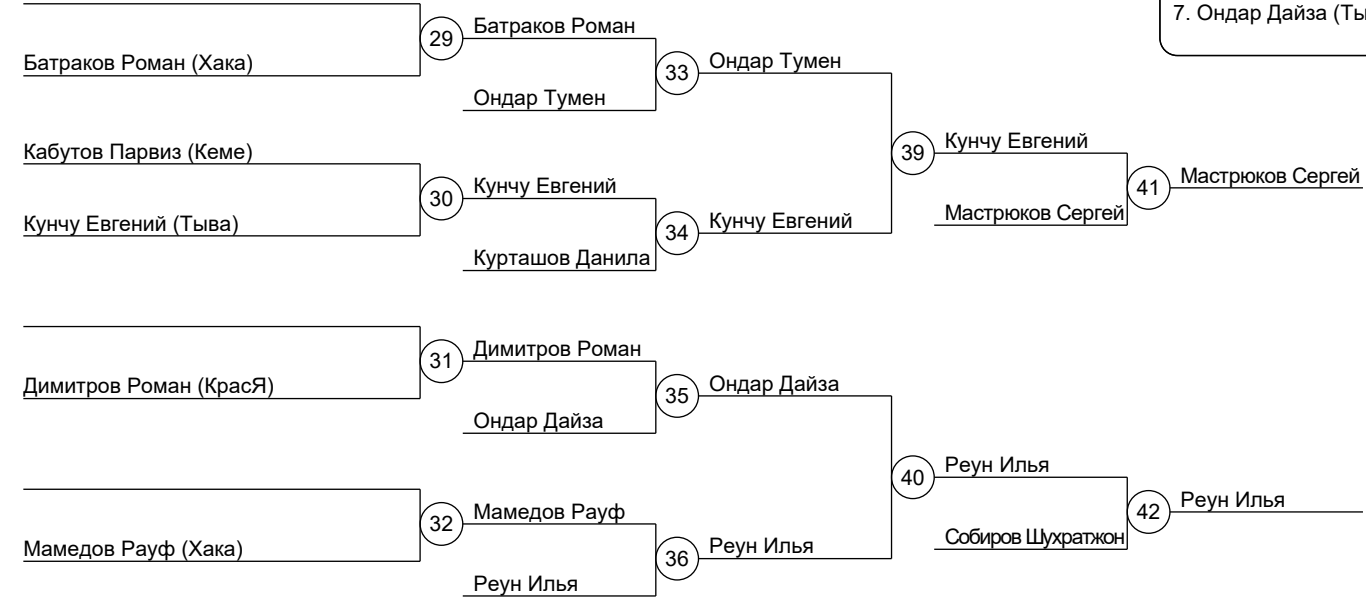 7. Ондар Дайза (Ты
Батраков Роман
29
Батраков Роман (Хака)
Ондар Тумен
33
Ондар Тумен
Кабутов Парвиз (Кеме)
Кунчу Евгений
39
Мастрюков Сергей
41
Кунчу Евгений
30
Мастрюков Сергей
Кунчу Евгений (Тыва)
Кунчу Евгений
34
Курташов Данила
Димитров Роман
31
Димитров Роман (КрасЯ)
Ондар Дайза
35
Ондар Дайза
Реун Илья
40
Реун Илья
42
Мамедов Рауф
32
Собиров Шухратжон
Мамедов Рауф (Хака)
Реун Илья
36
Реун Илья